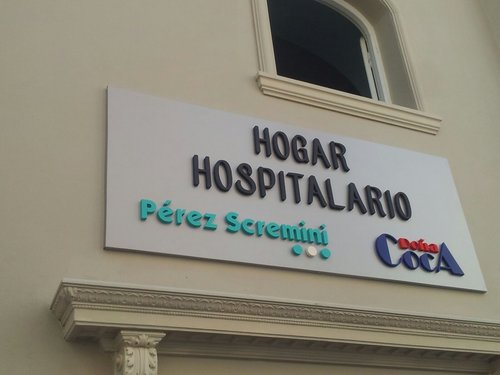 HOGAR
HOSPITALARIO
Pérez Scremini
Doña
CocA